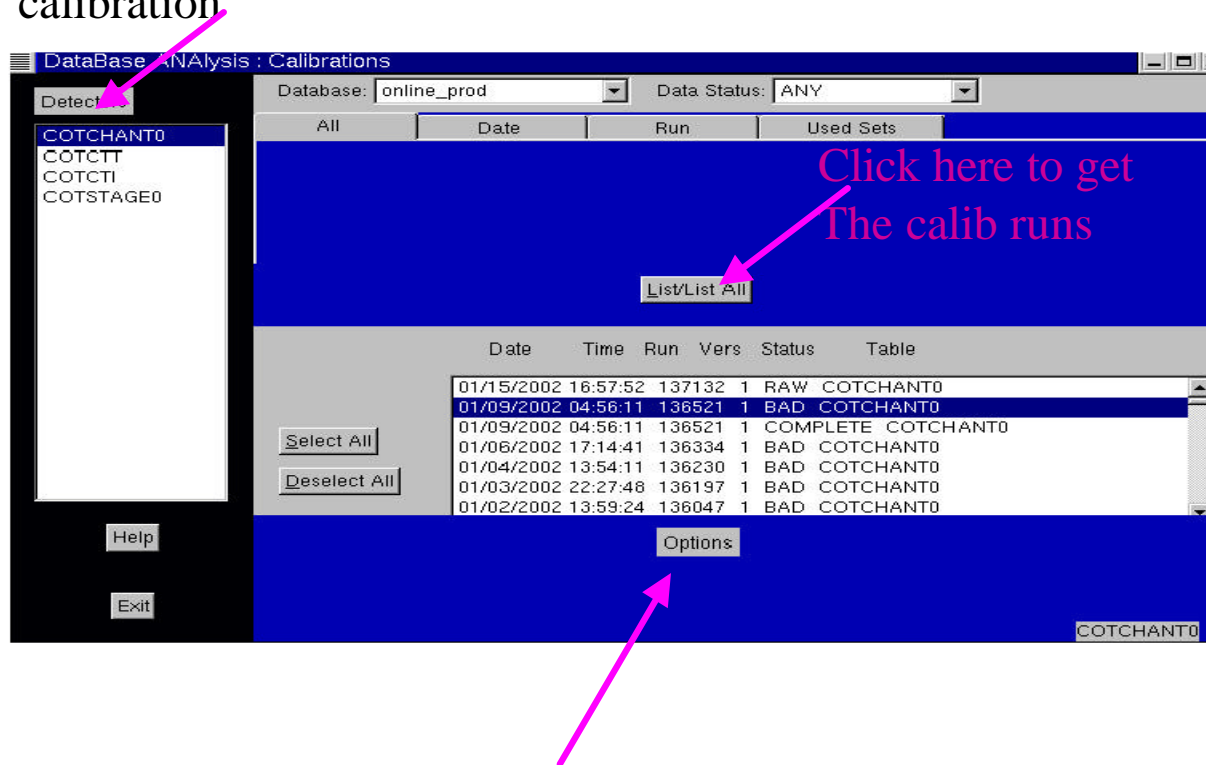 calibration
DataBase ANAlysis : Calibrations
Database: online_prod Data Status: ANY
All Date Run Used Sets
COTCHANT0
COTCTT
COTCTI
COTSTAGE0
Click here to get
The calib runs
List/List All
Date Time Run Vers Status Table
01/15/2002 16:57:52 137132 1 RAW COTCHANT0
01/09/2002 04:56:11 136521 1 BAD COTCHANT0
01/09/2002 04:56:11 136521 1 COMPLETE COTCHANT0
01/06/2002 17:14:41 136334 1 BAD COTCHANT0
01/04/2002 13:54:11 136230 1 BAD COTCHANT0
01/03/2002 22:27:48 136197 1 BAD COTCHANT0
01/02/2002 13:59:24 136047 1 BAD COTCHANT0
Select All
Deselect All
Help
Options
Exit
COTCHANT0